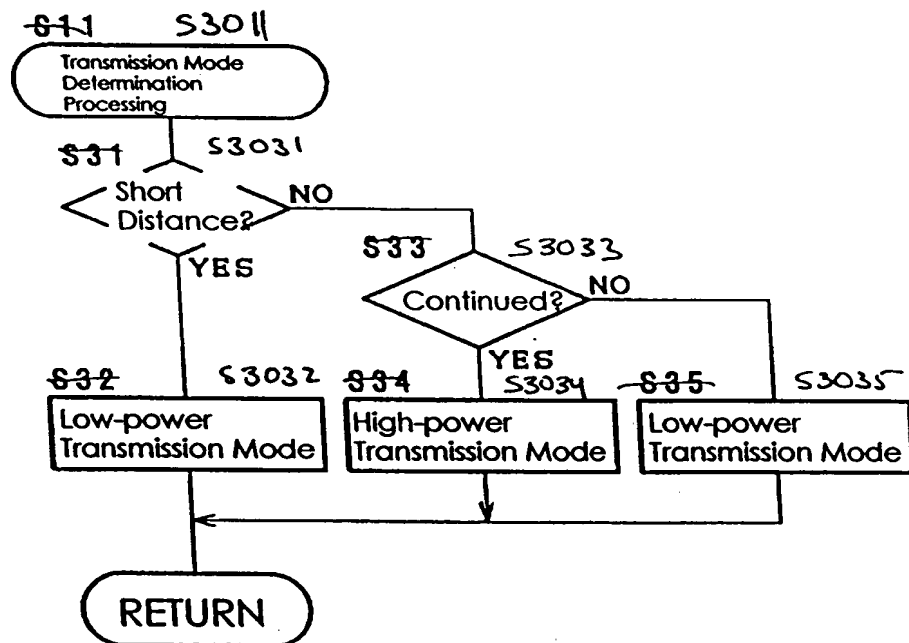 S11 S3011
Transmission Mode
Determination
Processing
S31 S3031
Short
Distance?
NO
YES
S33 S3033
Continued?
NO
YES
S32 S3032
Low-power
Transmission Mode
S34 S3034
High-power
Transmission Mode
S35 S3035
Low-power
Transmission Mode
RETURN